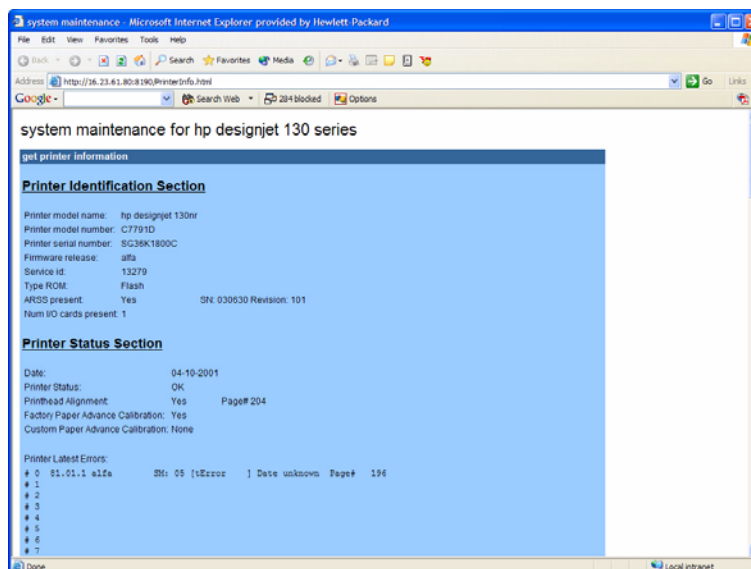 system maintenance - Microsoft Internet Explorer provided by Hewlett-Packard
File Edit View Favorites Tools Help
Back Search Favorites Media
Address http://16.23.61.80:8190/PrinterInfo.html Go Links
Google - Search Web 284 blocked Options
system maintenance for hp designjet 130 series
get printer information
Printer Identification Section
Printer model name: hp designjet 130nr
Printer model number: C7791D
Printer serial number: SG36K1800C
Firmware release: alfa
Service id: 13279
Type ROM: Flash
ARSS present: Yes SN: 030630 Revision: 101
Num I/O cards present: 1
Printer Status Section
Date: 04-10-2001
Printer Status: OK
Printhead Alignment: Yes Page# 204
Factory Paper Advance Calibration: Yes
Custom Paper Advance Calibration: None
Printer Latest Errors:
# 0 81.01.1 alfa SM: 05 [tError ] Date unknown Page# 196
# 1
# 2
# 3
# 4
# 5
# 6
# 7
Done Local intranet